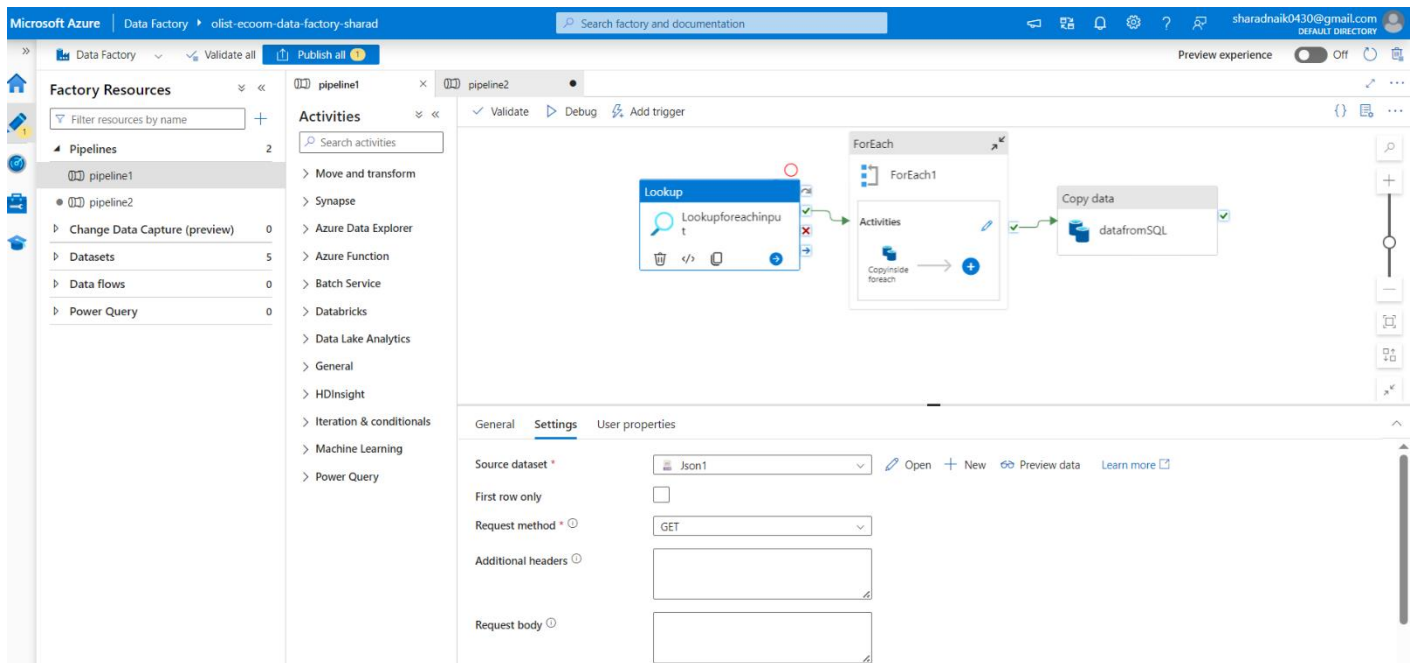 Microsoft Azure | Data Factory ▸ olist-ecoom-data-factory-sharad
Search factory and documentation
sharadnaik0430@gmail.com
DEFAULT DIRECTORY
Data Factory
Validate all
Publish all 1
Preview experience
Off
Factory Resources
Filter resources by name
Pipelines 2
pipeline1
pipeline2
Change Data Capture (preview) 0
Datasets 5
Data flows 0
Power Query 0
pipeline1
pipeline2
Activities
Search activities
Move and transform
Synapse
Azure Data Explorer
Azure Function
Batch Service
Databricks
Data Lake Analytics
General
HDInsight
Iteration & conditionals
Machine Learning
Power Query
Validate
Debug
Add trigger
Lookup
Lookupforeachinpu
t
ForEach
ForEach1
Activities
Copyinside
foreach
Copy data
datafromSQL
General
Settings
User properties
Source dataset *
Json1
Open
New
Preview data
Learn more
First row only
Request method *
GET
Additional headers
Request body